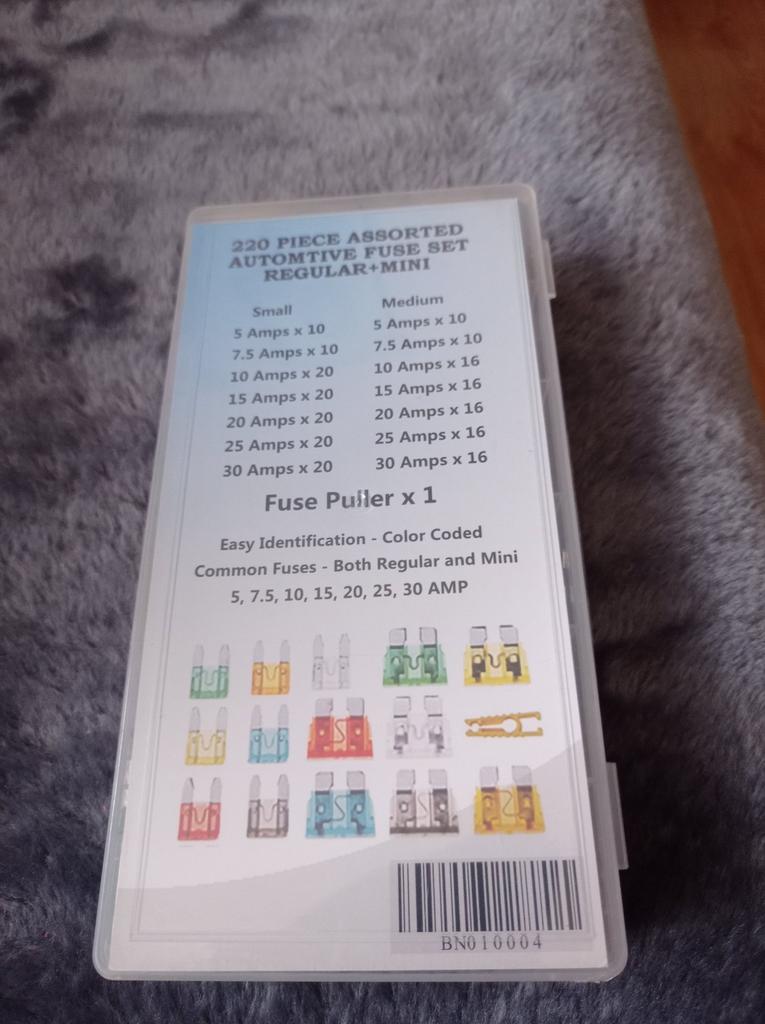 220 PIECE ASSORTED
AUTOMTIVE FUSE SET
REGULAR+MINI
Small
5 Amps x 10
7.5 Amps x 10
10 Amps x 20
15 Amps x 20
20 Amps x 20
25 Amps x 20
30 Amps x 20
Medium
5 Amps x 10
7.5 Amps x 10
10 Amps x 16
15 Amps x 16
20 Amps x 16
25 Amps x 16
30 Amps x 16
Fuse Puller x 1
Easy Identification - Color Coded
Common Fuses - Both Regular and Mini
5, 7.5, 10, 15, 20, 25, 30 AMP
BN010004